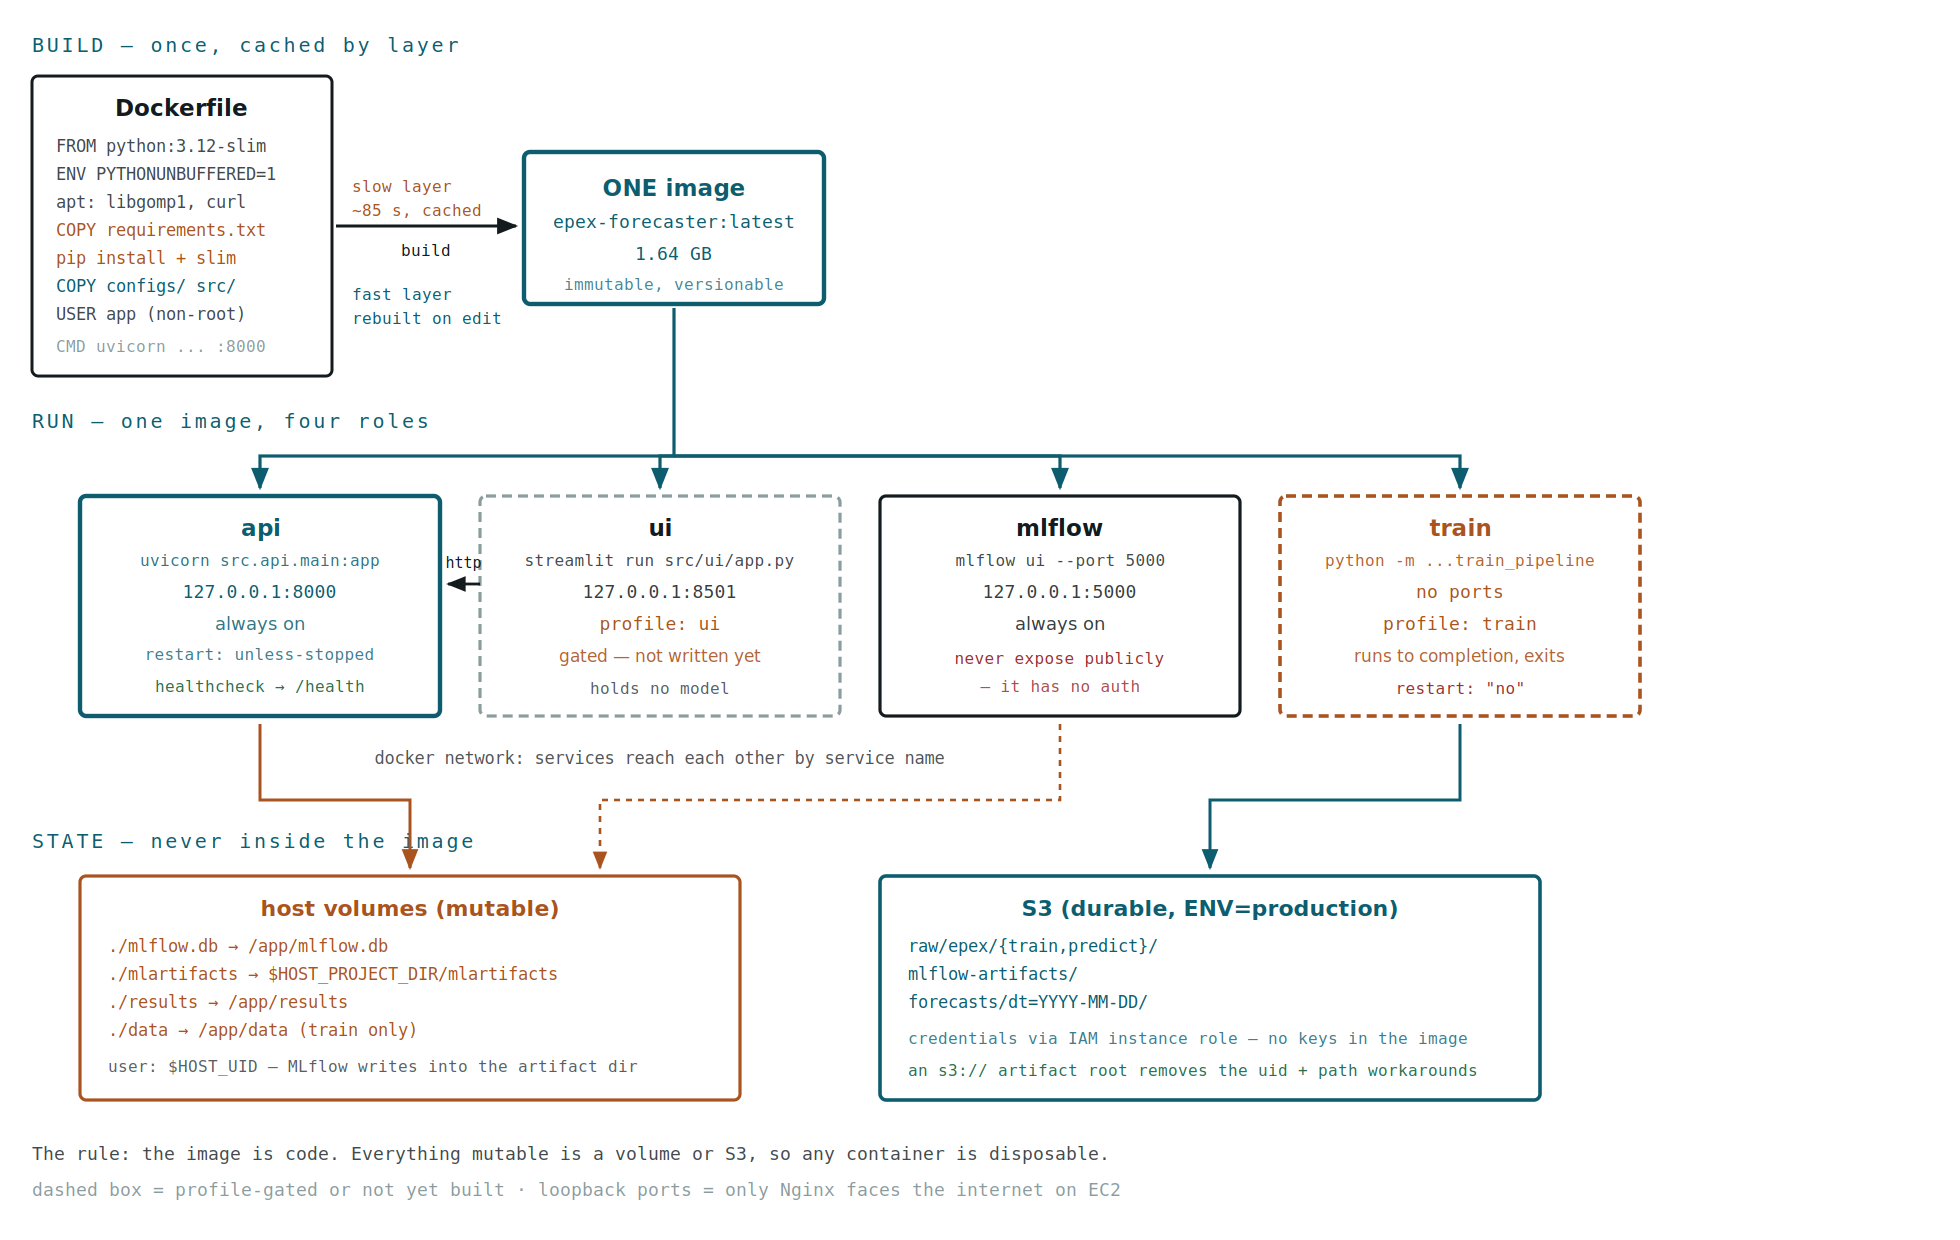 BUILD — once, cached by layer
Dockerfile
FROM python:3.12-slim
ENV PYTHONUNBUFFERED=1
apt: libgomp1, curl
COPY requirements.txt
pip install + slim
COPY configs/ src/
USER app (non-root)
CMD uvicorn ... :8000
slow layer
~85 s, cached
build
fast layer
rebuilt on edit
ONE image
epex-forecaster:latest
1.64 GB
immutable, versionable
RUN — one image, four roles
api
uvicorn src.api.main:app
127.0.0.1:8000
always on
restart: unless-stopped
healthcheck → /health
http
ui
streamlit run src/ui/app.py
127.0.0.1:8501
profile: ui
gated — not written yet
holds no model
mlflow
mlflow ui --port 5000
127.0.0.1:5000
always on
never expose publicly
— it has no auth
train
python -m ...train_pipeline
no ports
profile: train
runs to completion, exits
restart: "no"
docker network: services reach each other by service name
STATE — never inside the image
host volumes (mutable)
./mlflow.db → /app/mlflow.db
./mlartifacts → $HOST_PROJECT_DIR/mlartifacts
./results → /app/results
./data → /app/data (train only)
user: $HOST_UID — MLflow writes into the artifact dir
S3 (durable, ENV=production)
raw/epex/{train,predict}/
mlflow-artifacts/
forecasts/dt=YYYY-MM-DD/
credentials via IAM instance role — no keys in the image
an s3:// artifact root removes the uid + path workarounds
The rule: the image is code. Everything mutable is a volume or S3, so any container is disposable.
dashed box = profile-gated or not yet built · loopback ports = only Nginx faces the internet on EC2